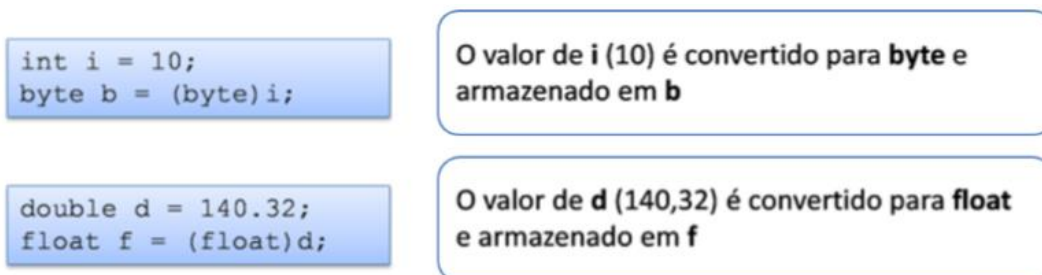 int i = 10;
byte b = (byte)i;
O valor de i (10) é convertido para byte e
armazenado em b
double d = 140.32;
float f = (float)d;
O valor de d (140,32) é convertido para float
e armazenado em f